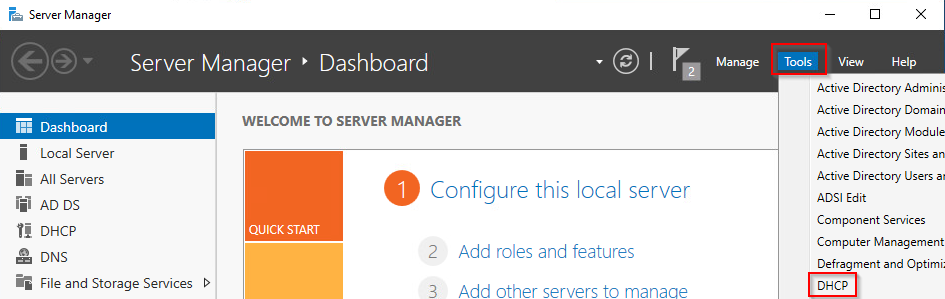 Server Manager
Server Manager ‣ Dashboard
2
Manage
Tools
View
Help
Dashboard
Local Server
All Servers
AD DS
DHCP
DNS
File and Storage Services
WELCOME TO SERVER MANAGER
QUICK START
1 Configure this local server
2 Add roles and features
3 Add other servers to manage
Active Directory Adminis
Active Directory Domain
Active Directory Module
Active Directory Sites an
Active Directory Users an
ADSI Edit
Component Services
Computer Management
Defragment and Optimiz
DHCP